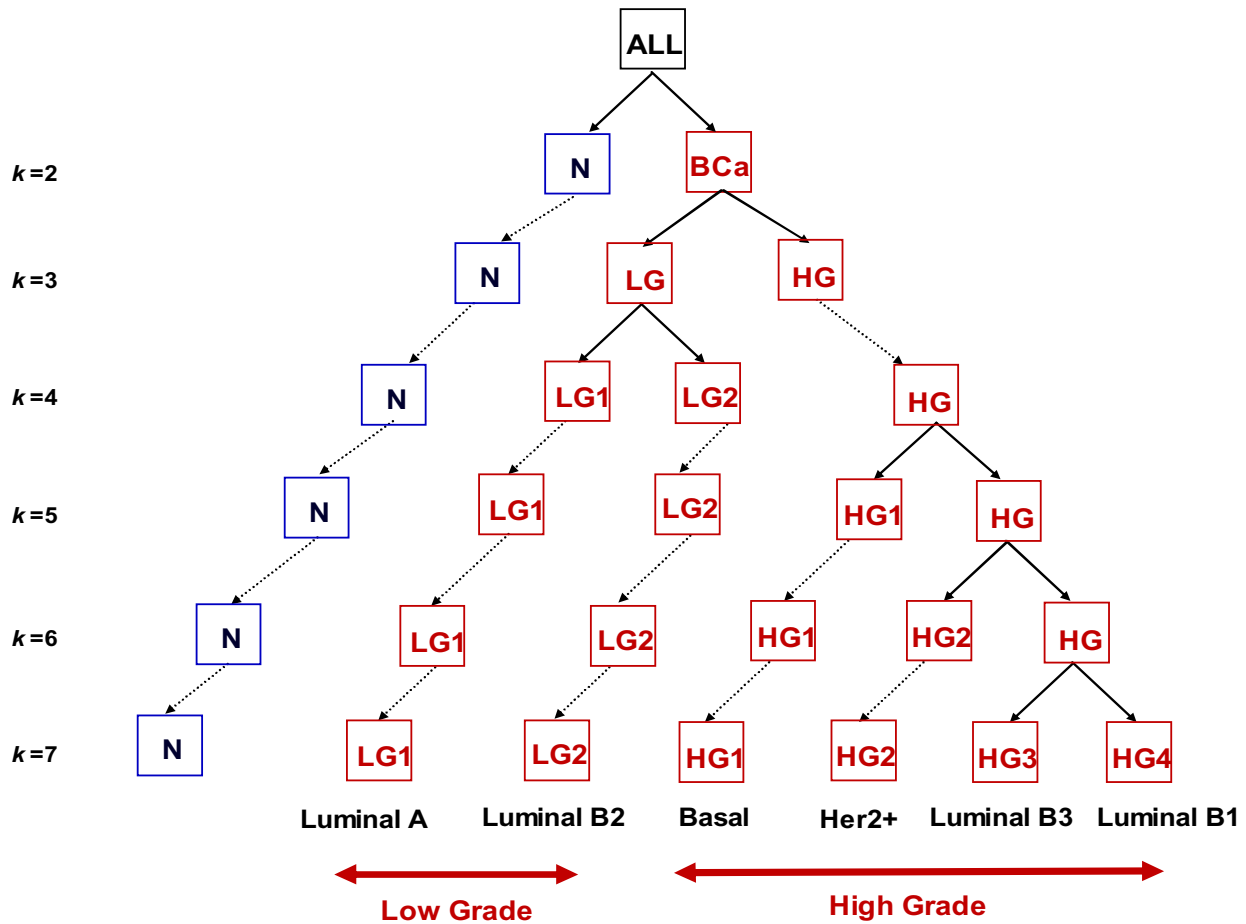 ALL
k=2 N BCa
k=3 N LG HG
k=4 N LG1 LG2 HG
k=5 N LG1 LG2 HG1 HG
k=6 N LG1 LG2 HG1 HG2 HG
k=7 N LG1 LG2 HG1 HG2 HG3 HG4
Luminal A Luminal B2 Basal Her2+ Luminal B3 Luminal B1
Low Grade High Grade